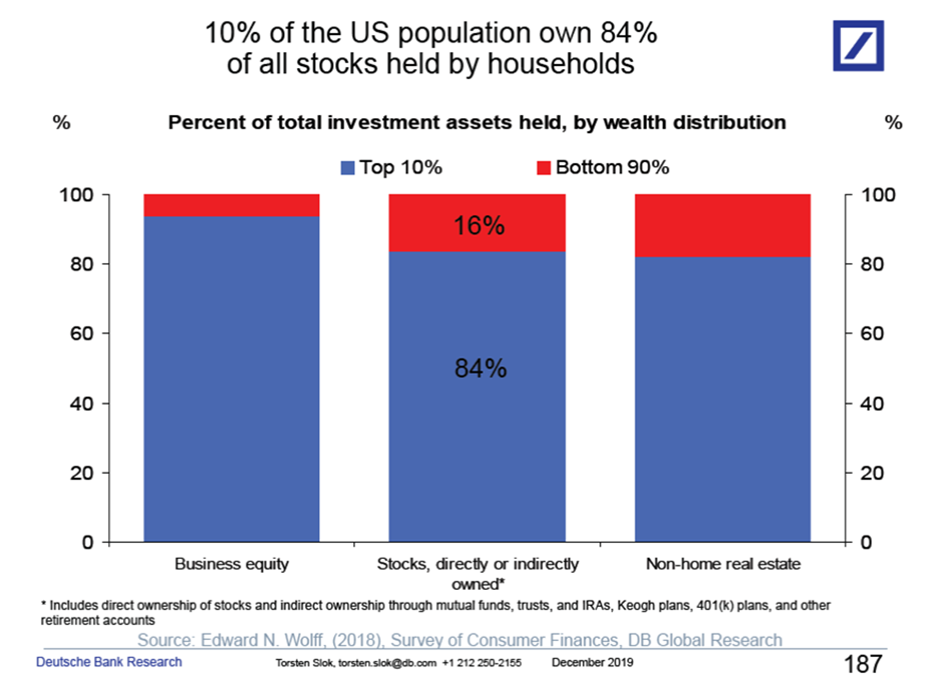 10% of the US population own 84%
of all stocks held by households
% Percent of total investment assets held, by wealth distribution %
Top 10% Bottom 90%
100 100
80 80
60 60
40 40
20 20
0 0
16%
84%
Business equity Stocks, directly or indirectly owned* Non-home real estate
* Includes direct ownership of stocks and indirect ownership through mutual funds, trusts, and IRAs, Keogh plans, 401(k) plans, and other
retirement accounts
Source: Edward N. Wolff, (2018), Survey of Consumer Finances, DB Global Research
Deutsche Bank Research Torsten Slok, torsten.slok@db.com +1 212 250-2155 December 2019 187